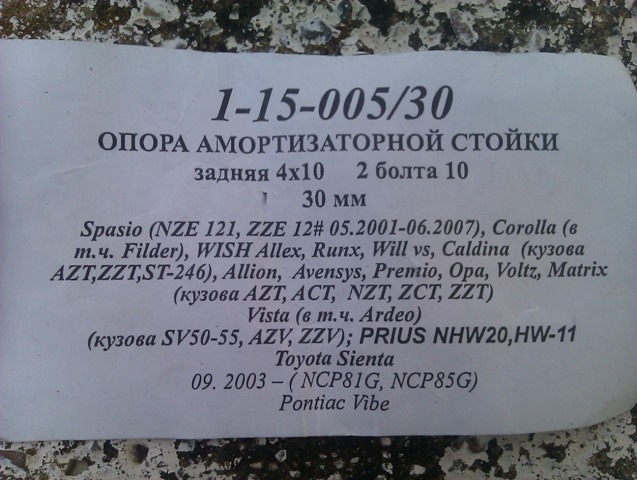 1-15-005/30
ОПОРА АМОРТИЗАТОРНОЙ СТОЙКИ
задняя 4х10 2 болта 10
30 мм
Spasio (NZE 121, ZZE 12# 05.2001-06.2007), Corolla (в
т.ч. Filder), WISH Allex, Runx, Will vs, Caldina (кузова
AZT,ZZT,ST-246), Allion, Avensys, Premio, Opa, Voltz, Matrix
(кузова AZT, ACT, NZT, ZCT, ZZT)
Vista (в т.ч. Ardeo)
(кузова SV50-55, AZV, ZZV); PRIUS NHW20,HW-11
Toyota Sienta
09. 2003 – ( NCP81G, NCP85G)
Pontiac Vibe